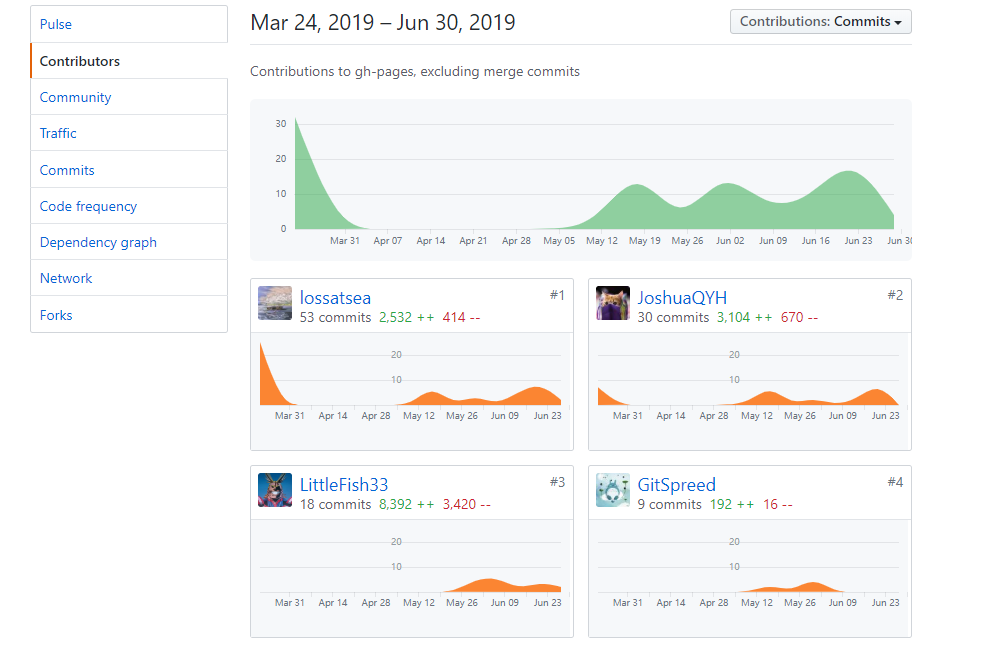 Pulse
Contributors
Community
Traffic
Commits
Code frequency
Dependency graph
Network
Forks
Mar 24, 2019 – Jun 30, 2019
Contributions: Commits
Contributions to gh-pages, excluding merge commits
30
20
10
0
Mar 31 Apr 07 Apr 14 Apr 21 Apr 28 May 05 May 12 May 19 May 26 Jun 02 Jun 09 Jun 16 Jun 23 Jun 30
lossatsea #1
53 commits 2,532 ++ 414 --
20
10
Mar 31 Apr 14 Apr 28 May 12 May 26 Jun 09 Jun 23
JoshuaQYH #2
30 commits 3,104 ++ 670 --
20
10
Mar 31 Apr 14 Apr 28 May 12 May 26 Jun 09 Jun 23
LittleFish33 #3
18 commits 8,392 ++ 3,420 --
20
10
Mar 31 Apr 14 Apr 28 May 12 May 26 Jun 09 Jun 23
GitSpreed #4
9 commits 192 ++ 16 --
20
10
Mar 31 Apr 14 Apr 28 May 12 May 26 Jun 09 Jun 23